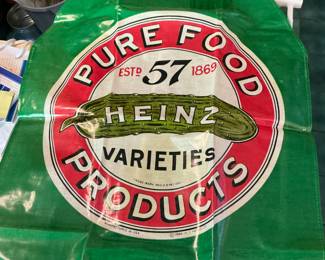 PURE FOOD
ESTD 57 1869
HEINZ
VARIETIES
PRODUCTS